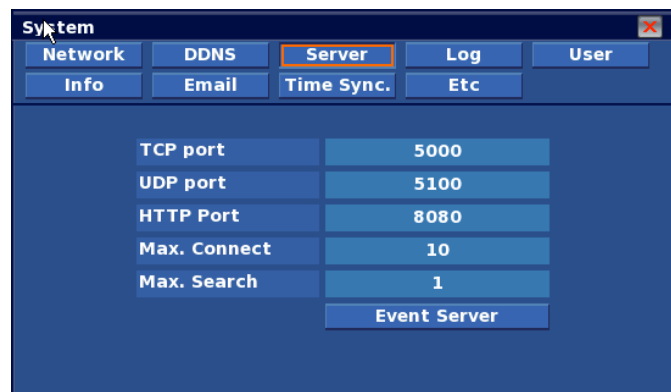 System
Network DDNS Server Log User
Info Email Time Sync. Etc
TCP port 5000
UDP port 5100
HTTP Port 8080
Max. Connect 10
Max. Search 1
Event Server